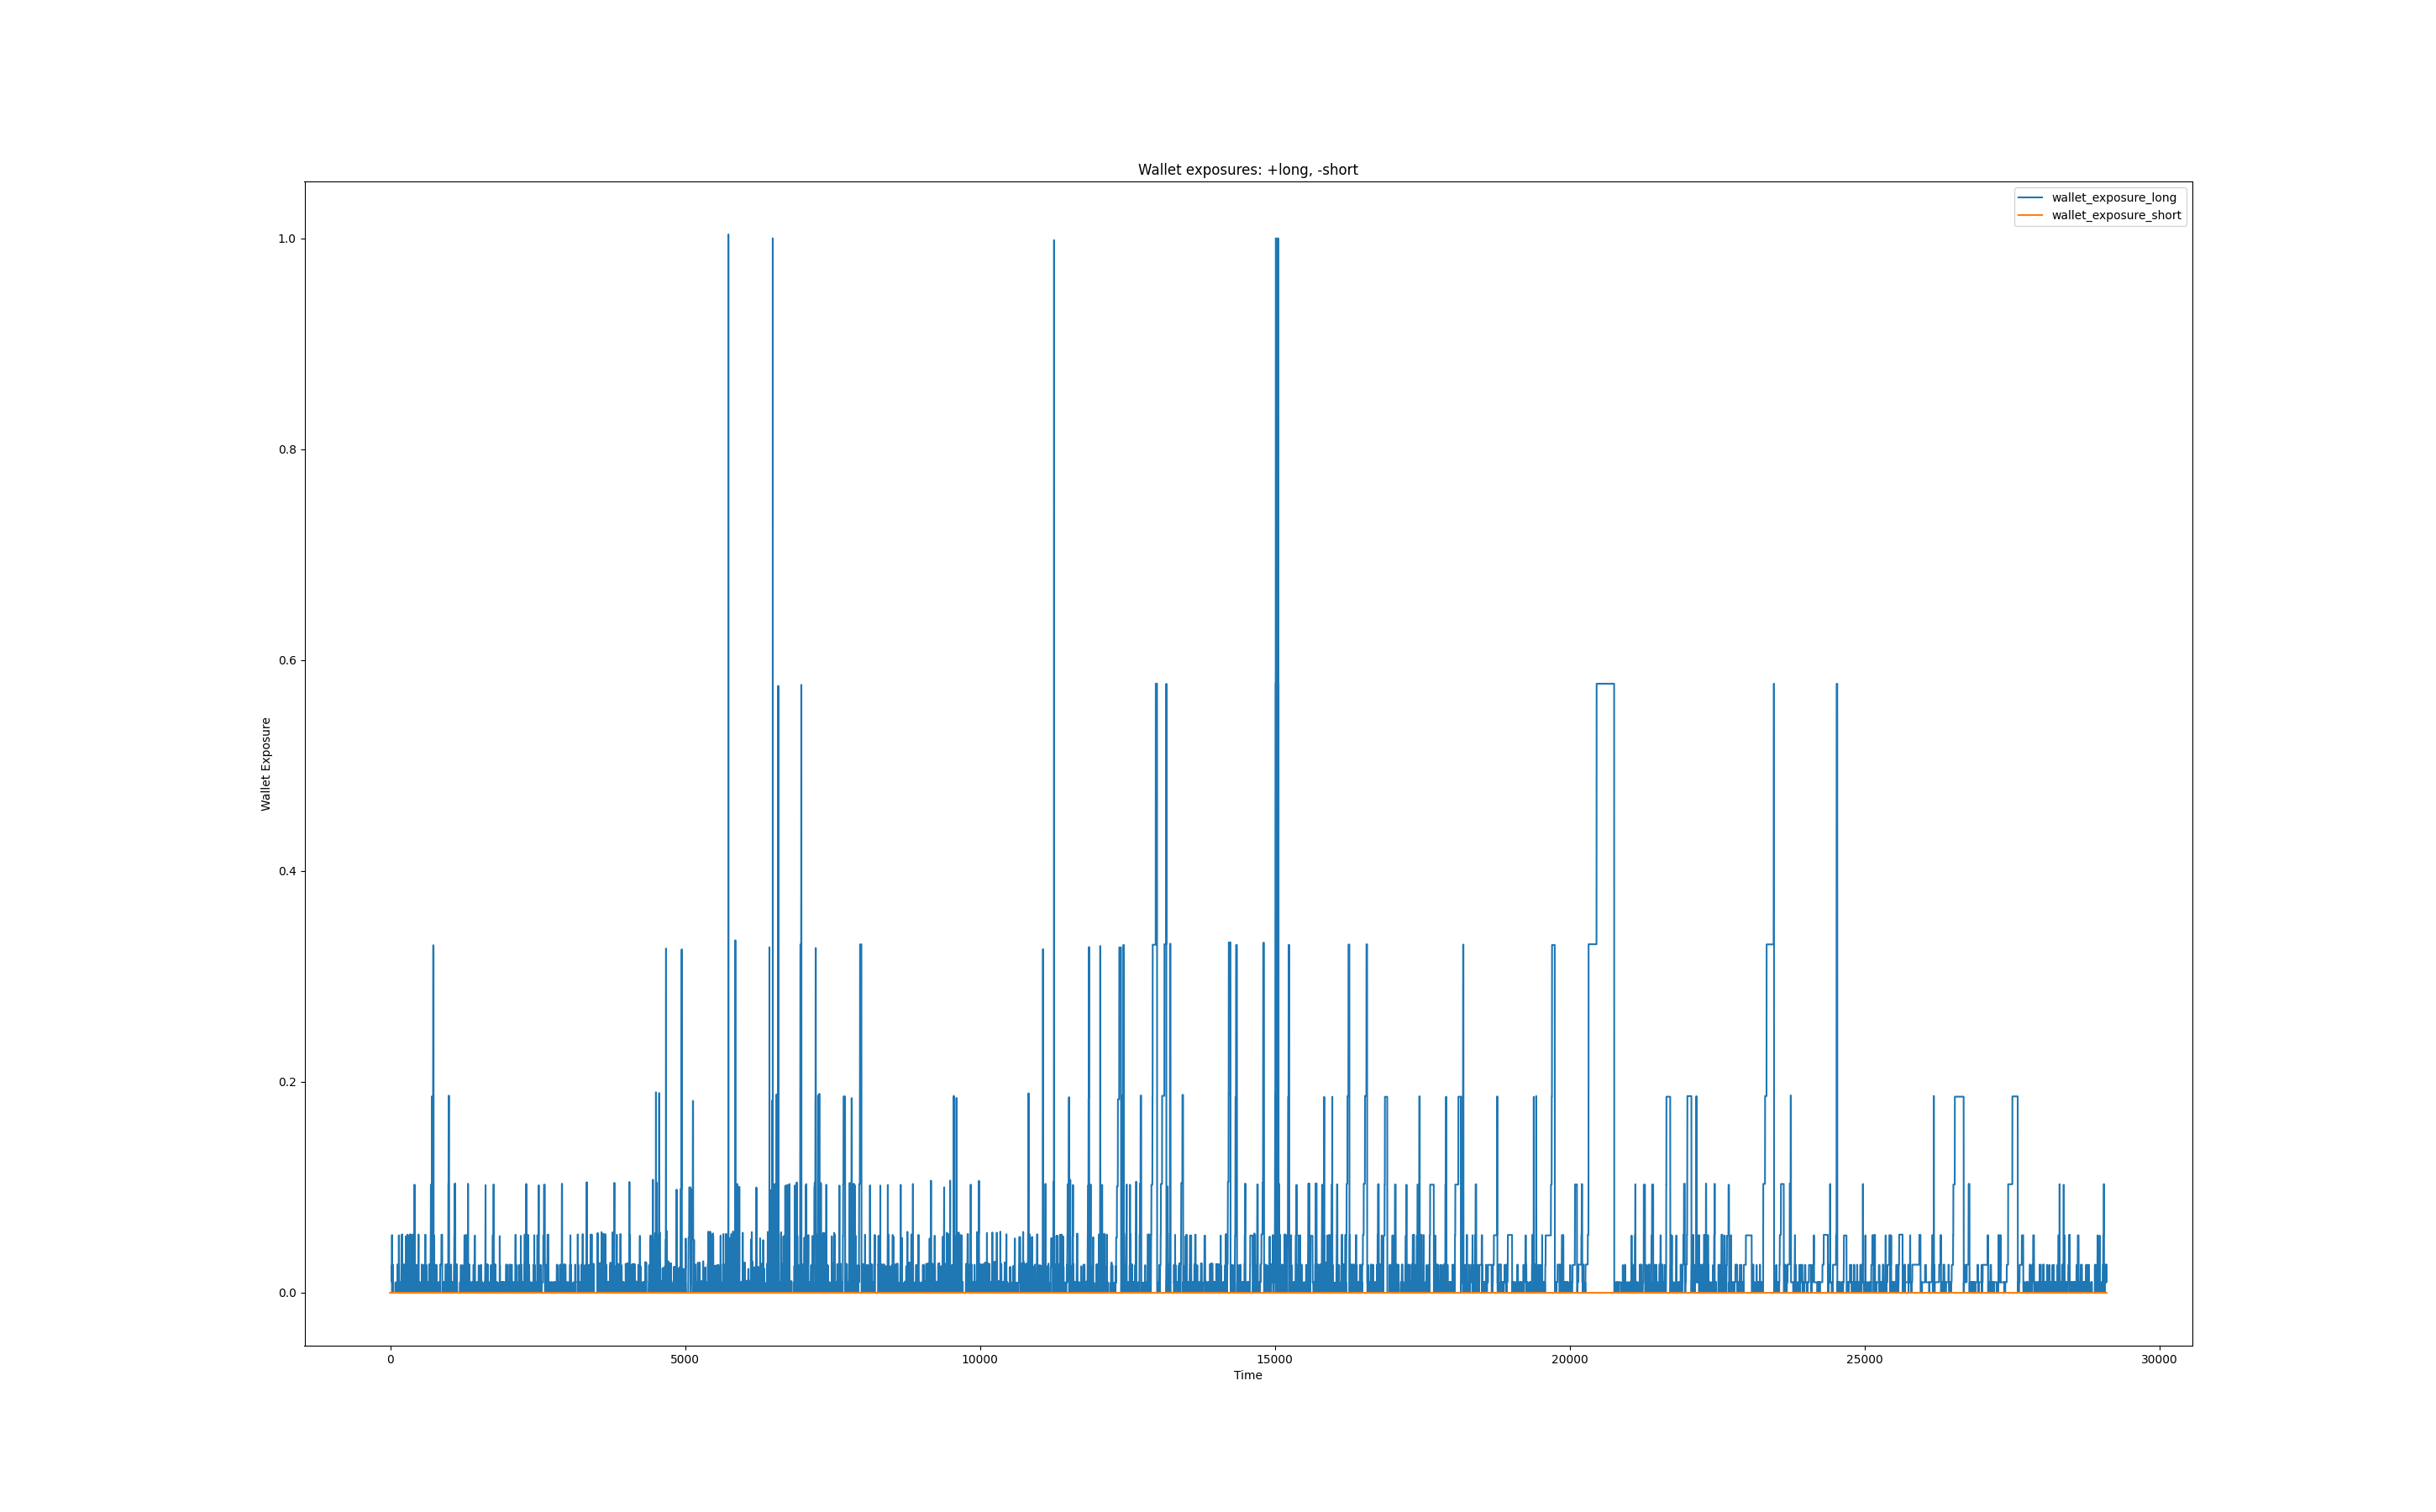 Wallet exposures: +long, -short
wallet_exposure_long
wallet_exposure_short
1.0
0.8
0.6
0.4
0.2
0.0
Wallet Exposure
0 5000 10000 15000 20000 25000 30000
Time